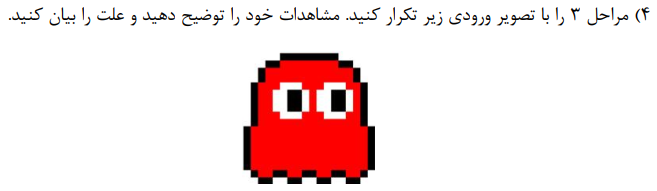 ۴) مراحل ۳ را با تصویر ورودی زیر تکرار کنید. مشاهدات خود را توضیح دهید و علت را بیان کنید.